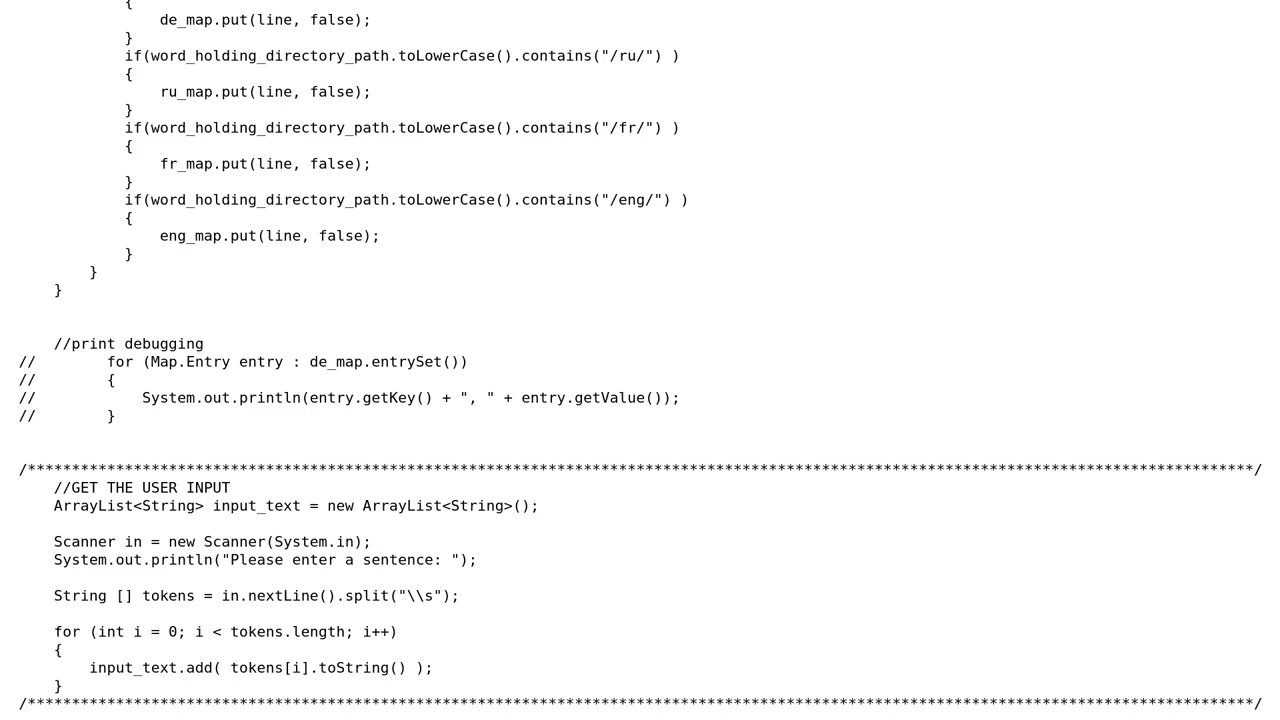 {
de_map.put(line, false);
}
if(word_holding_directory_path.toLowerCase().contains("/ru/") )
{
ru_map.put(line, false);
}
if(word_holding_directory_path.toLowerCase().contains("/fr/") )
{
fr_map.put(line, false);
}
if(word_holding_directory_path.toLowerCase().contains("/eng/") )
{
eng_map.put(line, false);
}
}
}
//print debugging
//        for (Map.Entry entry : de_map.entrySet())
//        {
//            System.out.println(entry.getKey() + ", " + entry.getValue());
//        }
/*******************************************************************************************************************************************/
//GET THE USER INPUT
ArrayList<String> input_text = new ArrayList<String>();
Scanner in = new Scanner(System.in);
System.out.println("Please enter a sentence: ");
String [] tokens = in.nextLine().split("\\s");
for (int i = 0; i < tokens.length; i++)
{
input_text.add( tokens[i].toString() );
}
/*******************************************************************************************************************************************/